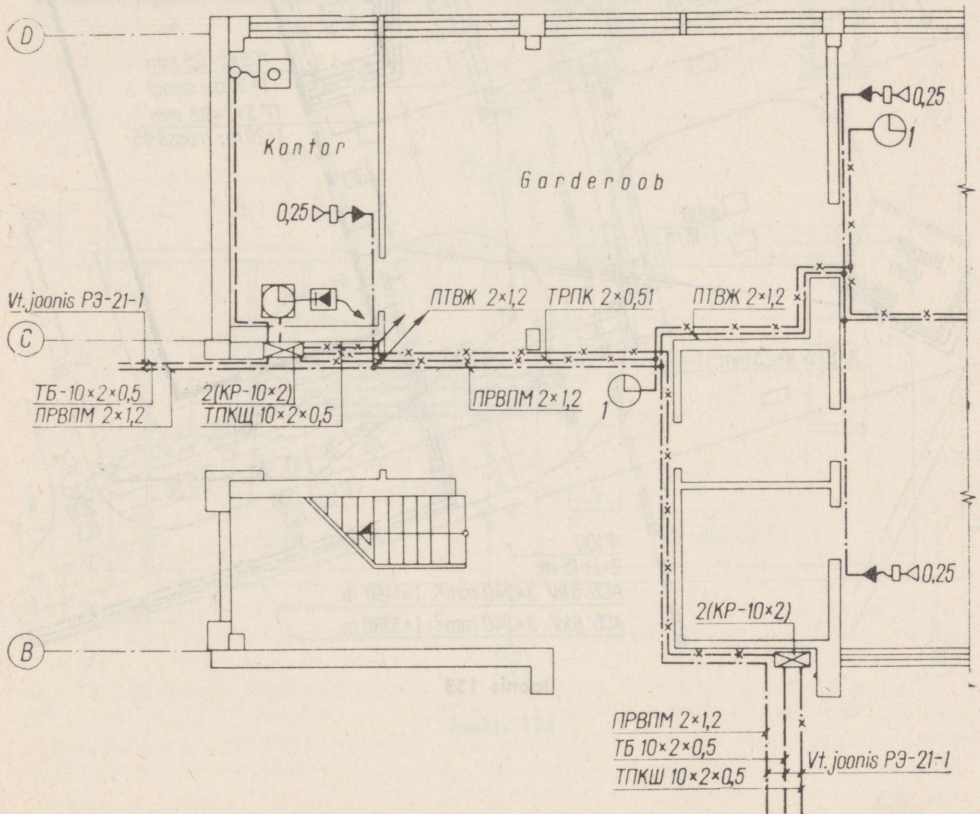 D
Kontor
Garderoob
0,25
1
0,25
Vt. joonis РЭ-21-1
C
ПТВЖ 2×1,2
ТРПК 2×0,51
ПТВЖ 2×1,2
ТБ-10×2×0,5
ПРВПМ 2×1,2
2(КР-10×2)
ТПКЩ 10×2×0,5
ПРВПМ 2×1,2
1
0,25
2(КР-10×2)
B
ПРВПМ 2×1,2
ТБ 10×2×0,5
ТПКШ 10×2×0,5
Vt. joonis РЭ-21-1